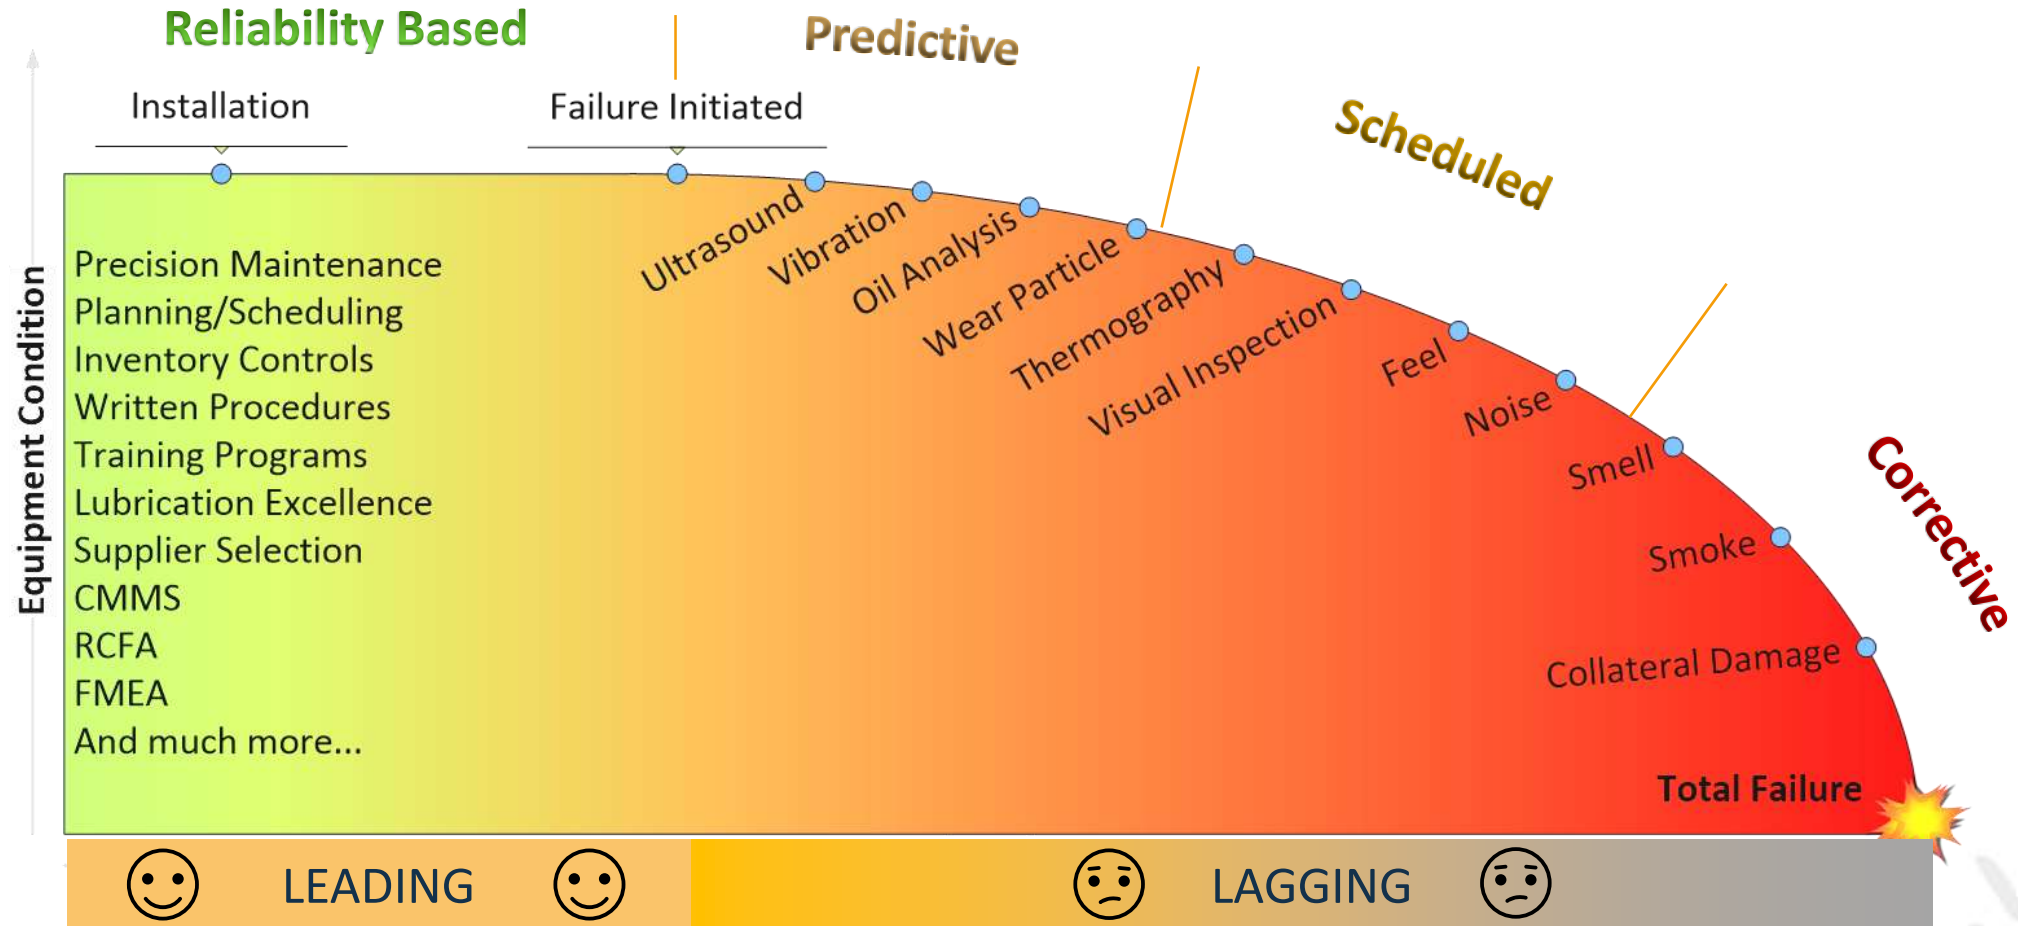 Reliability Based
Predictive
Scheduled
Corrective
Installation
Failure Initiated
Equipment Condition
Precision Maintenance
Planning/Scheduling
Inventory Controls
Written Procedures
Training Programs
Lubrication Excellence
Supplier Selection
CMMS
RCFA
FMEA
And much more...
Ultrasound
Vibration
Oil Analysis
Wear Particle
Thermography
Visual Inspection
Feel
Noise
Smell
Smoke
Collateral Damage
Total Failure
LEADING
LAGGING